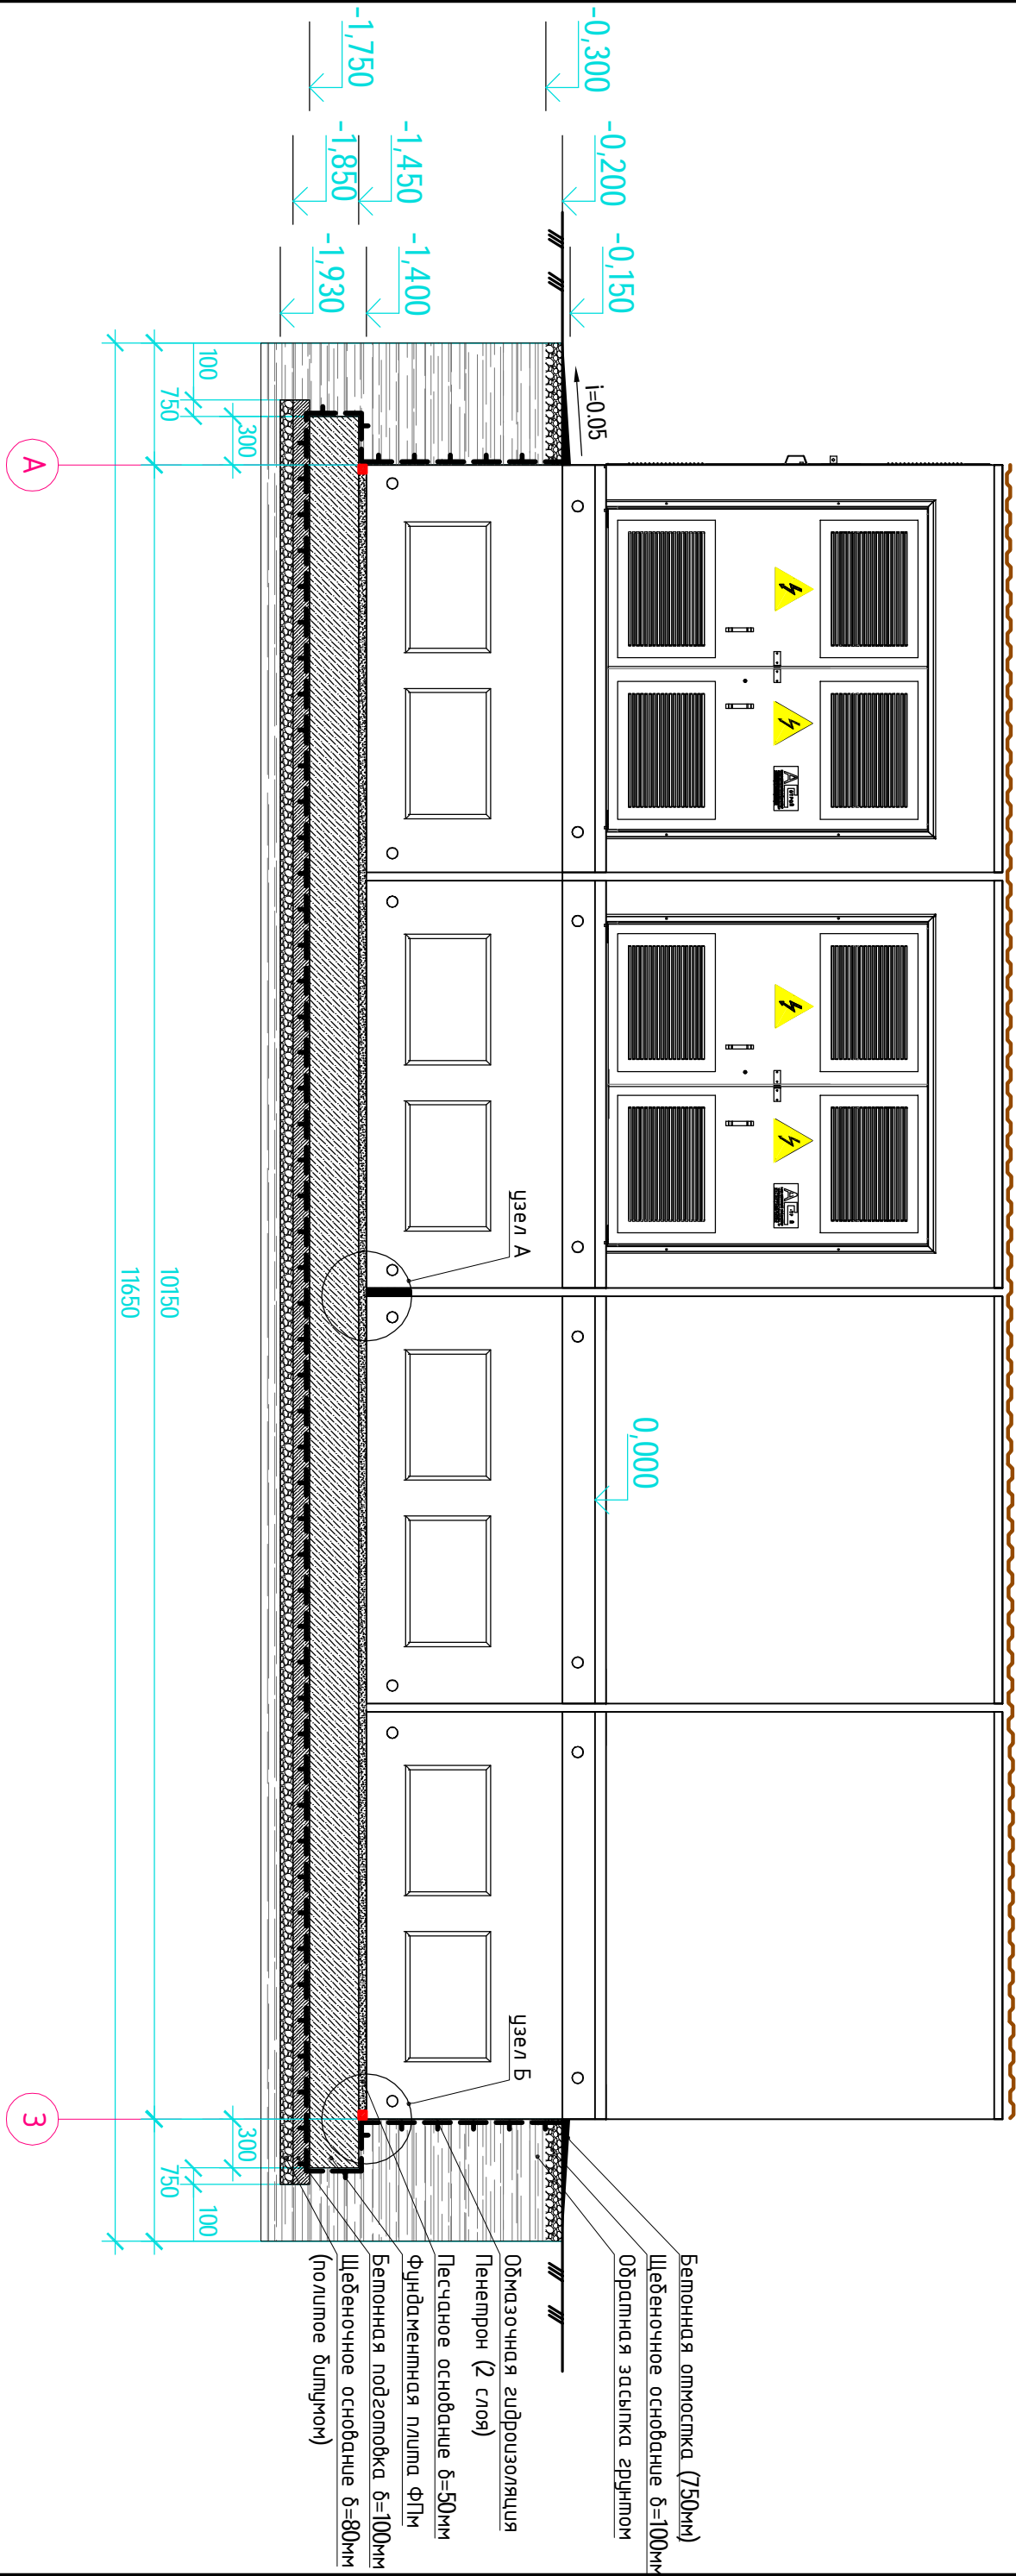 -0,300
-0,200
-0,150
-1,750
-1,450
-1,400
-1,850
-1,930
i=0.05
0,000
узел А
узел Б
Бетонная отмостка (750мм)
Щебеночное основание δ=100мм
Обратная засыпка грунтом
Обмазочная гидроизоляция
Пенетрон (2 слоя)
Песчаное основание δ=50мм
Фундаментная плита ФПм
Бетонная подготовка δ=100мм
Щебеночное основание δ=80мм
(политое битумом)
300
100
750
300
100
750
10150
11650
А
3